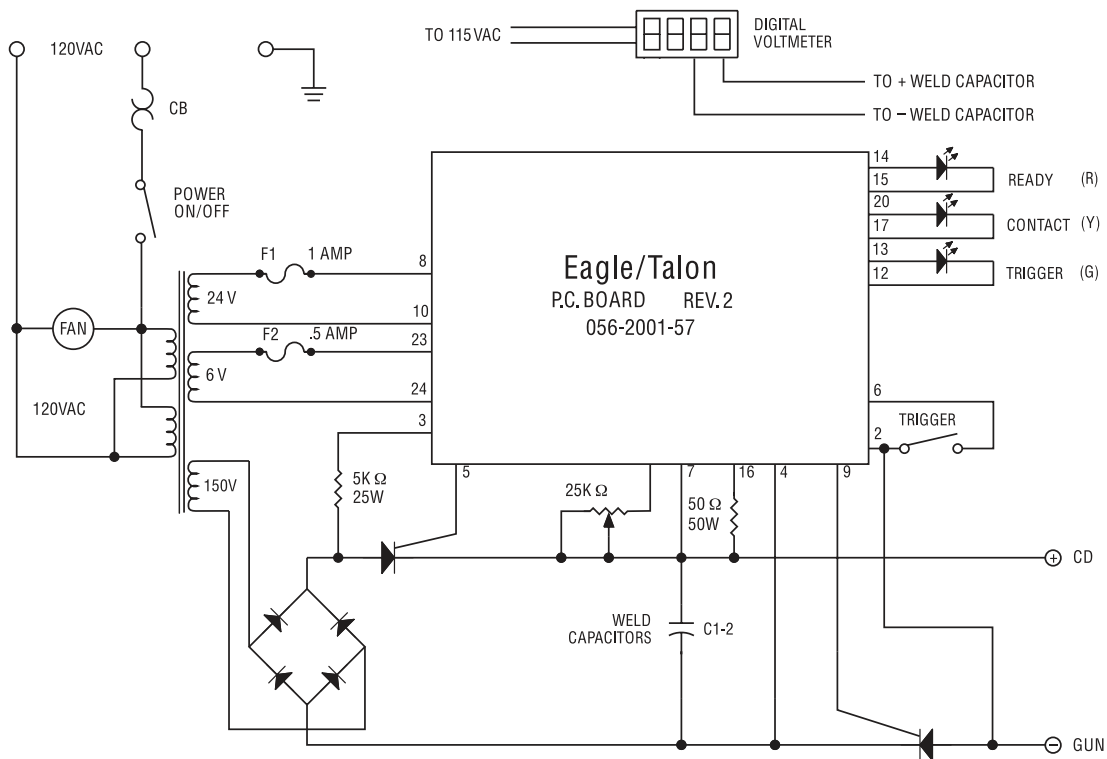 DIGITAL
VOLTMETER
TO 115 VAC
120VAC
TO + WELD CAPACITOR
TO – WELD CAPACITOR
CB
POWER
ON/OFF
14
15
READY (R)
20
17
CONTACT (Y)
13
12
TRIGGER (G)
F1 1 AMP
8
24 V
10
Eagle/Talon
P.C. BOARD REV. 2
056-2001-57
FAN
F2 .5 AMP
23
6 V
24
120VAC
3
6
TRIGGER
2
150V
5K Ω
25W
5
25K Ω
7
16
4
9
50 Ω
50W
+ CD
WELD
CAPACITORS
C1-2
– GUN